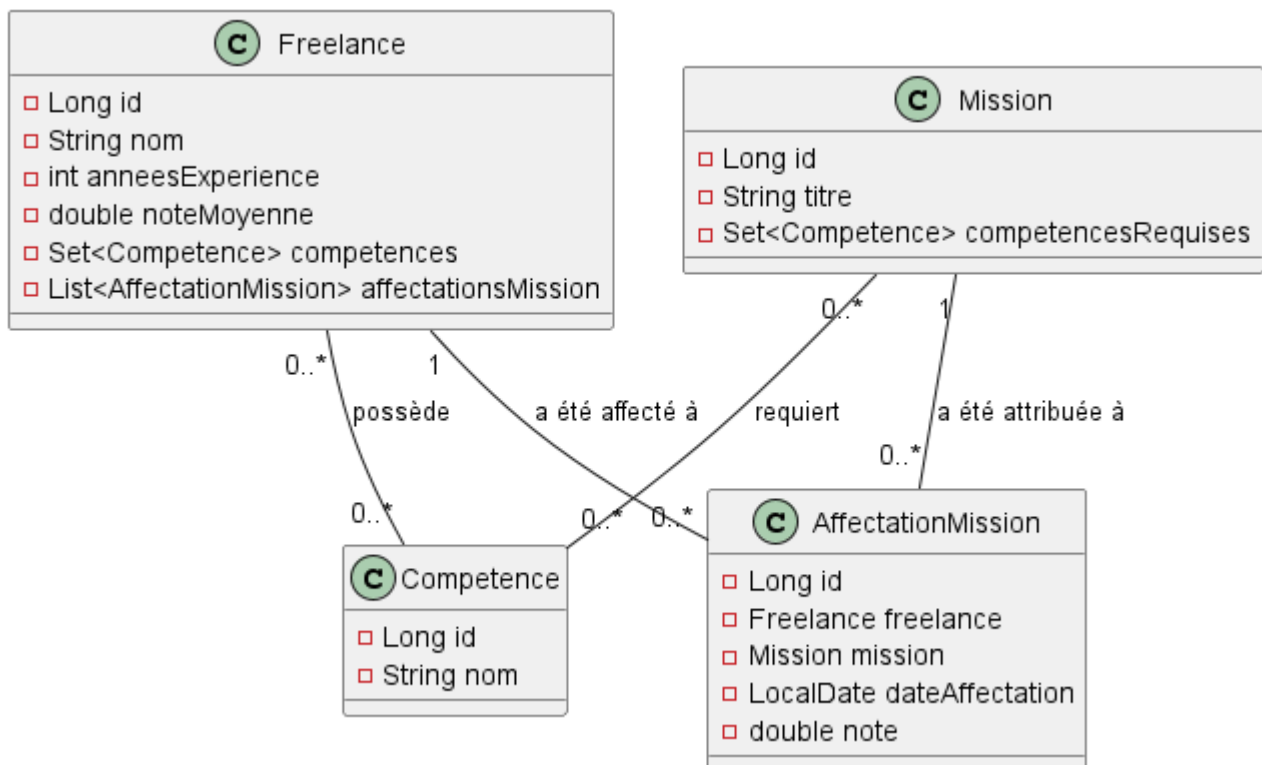 C Freelance
Long id
String nom
int anneesExperience
double noteMoyenne
Set<Competence> competences
List<AffectationMission> affectationsMission
C Mission
Long id
String titre
Set<Competence> competencesRequises
0..*
1
0..*
1
possède
a été affecté à
requiert
a été attribuée à
0..*
0..*
0..*
0..*
C Competence
Long id
String nom
C AffectationMission
Long id
Freelance freelance
Mission mission
LocalDate dateAffectation
double note